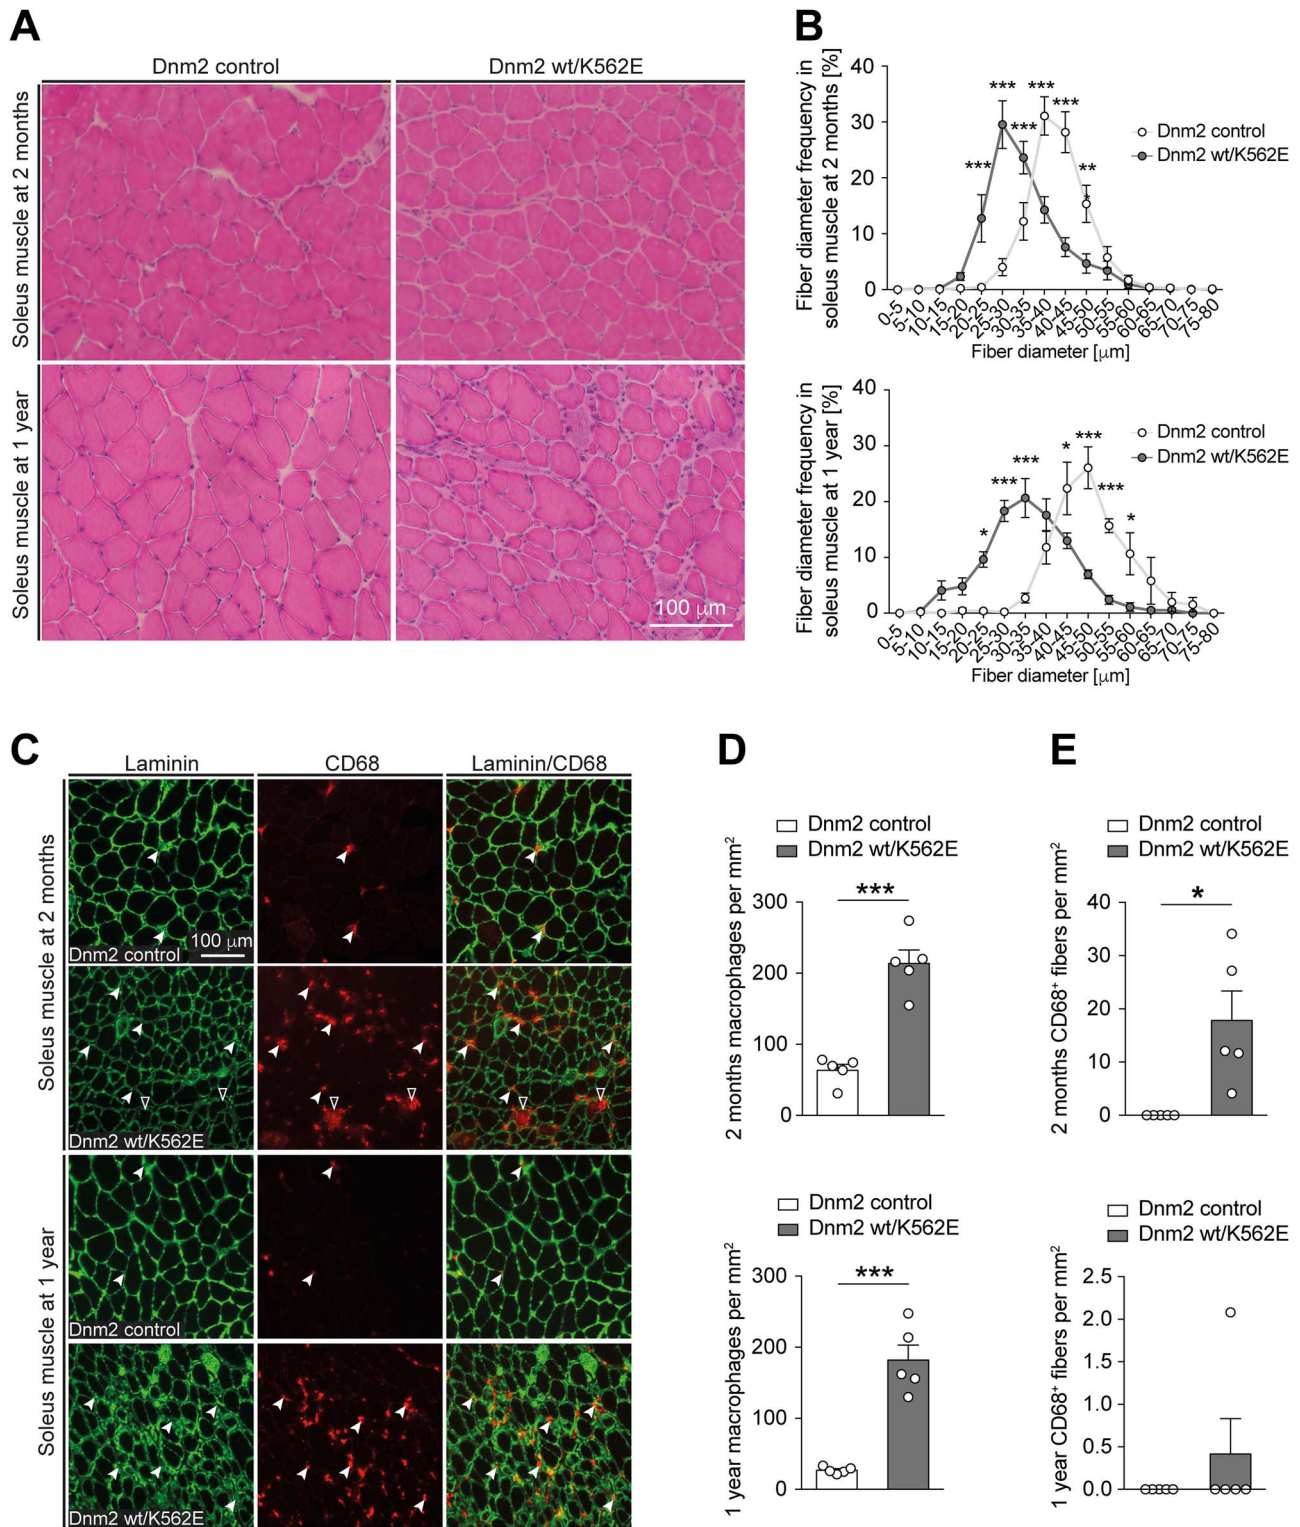 A
Dnm2 control
Dnm2 wt/K562E
Soleus muscle at 2 months
Soleus muscle at 1 year
100 μm
B
Fiber diameter frequency in
soleus muscle at 2 months [%]
40
30
20
10
0
***
***
***
***
***
**
Dnm2 control
Dnm2 wt/K562E
0-5
5-10
10-15
15-20
20-25
25-30
30-35
35-40
40-45
45-50
50-55
55-60
60-65
65-70
70-75
75-80
Fiber diameter [μm]
Fiber diameter frequency in
soleus muscle at 1 year [%]
40
30
20
10
0
*
***
***
*
***
***
*
Dnm2 control
Dnm2 wt/K562E
0-5
5-10
10-15
15-20
20-25
25-30
30-35
35-40
40-45
45-50
50-55
55-60
60-65
65-70
70-75
75-80
Fiber diameter [μm]
C
Laminin
CD68
Laminin/CD68
Soleus muscle at 2 months
Dnm2 control
100 μm
Dnm2 wt/K562E
Soleus muscle at 1 year
Dnm2 control
Dnm2 wt/K562E
D
Dnm2 control
Dnm2 wt/K562E
2 months macrophages per mm²
300
200
100
0
***
Dnm2 control
Dnm2 wt/K562E
1 year macrophages per mm²
300
200
100
0
***
E
Dnm2 control
Dnm2 wt/K562E
2 months CD68⁺ fibers per mm²
40
30
20
10
0
*
Dnm2 control
Dnm2 wt/K562E
1 year CD68⁺ fibers per mm²
2.5
2.0
1.5
1.0
0.5
0.0